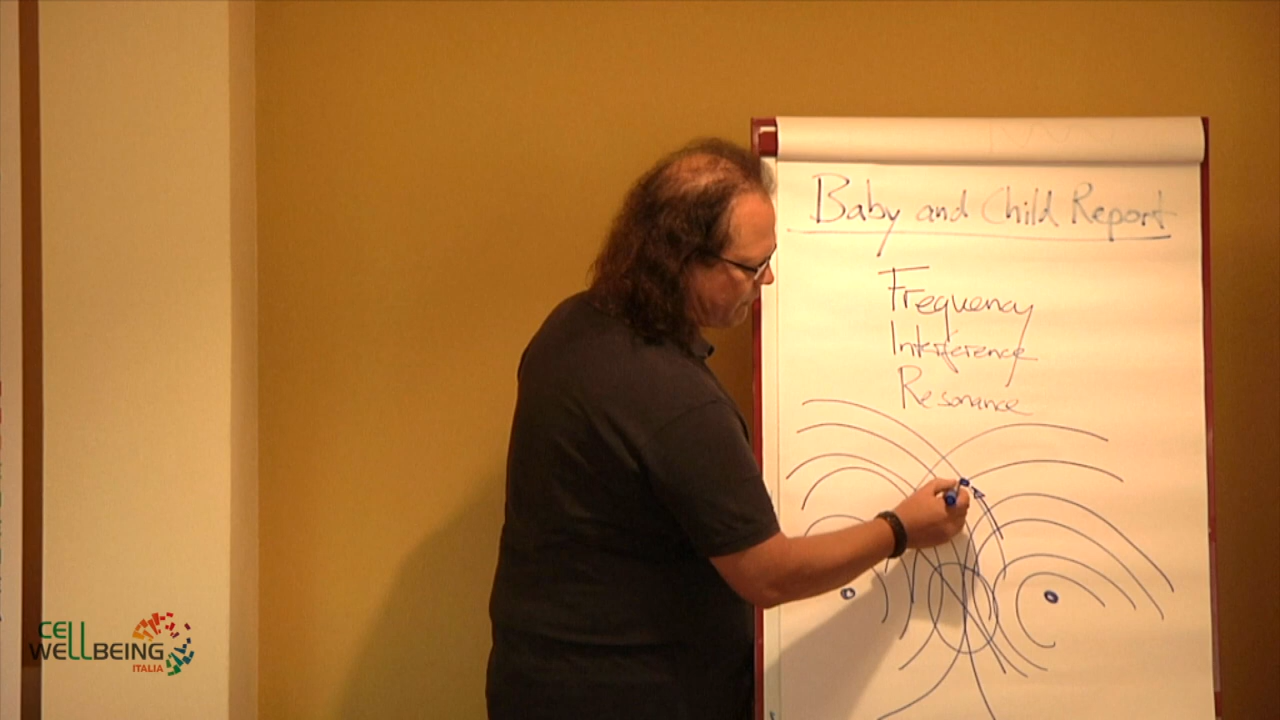 Baby and Child Report
Frequency
Interference
Resonance
CELL
WELLBEING
ITALIA